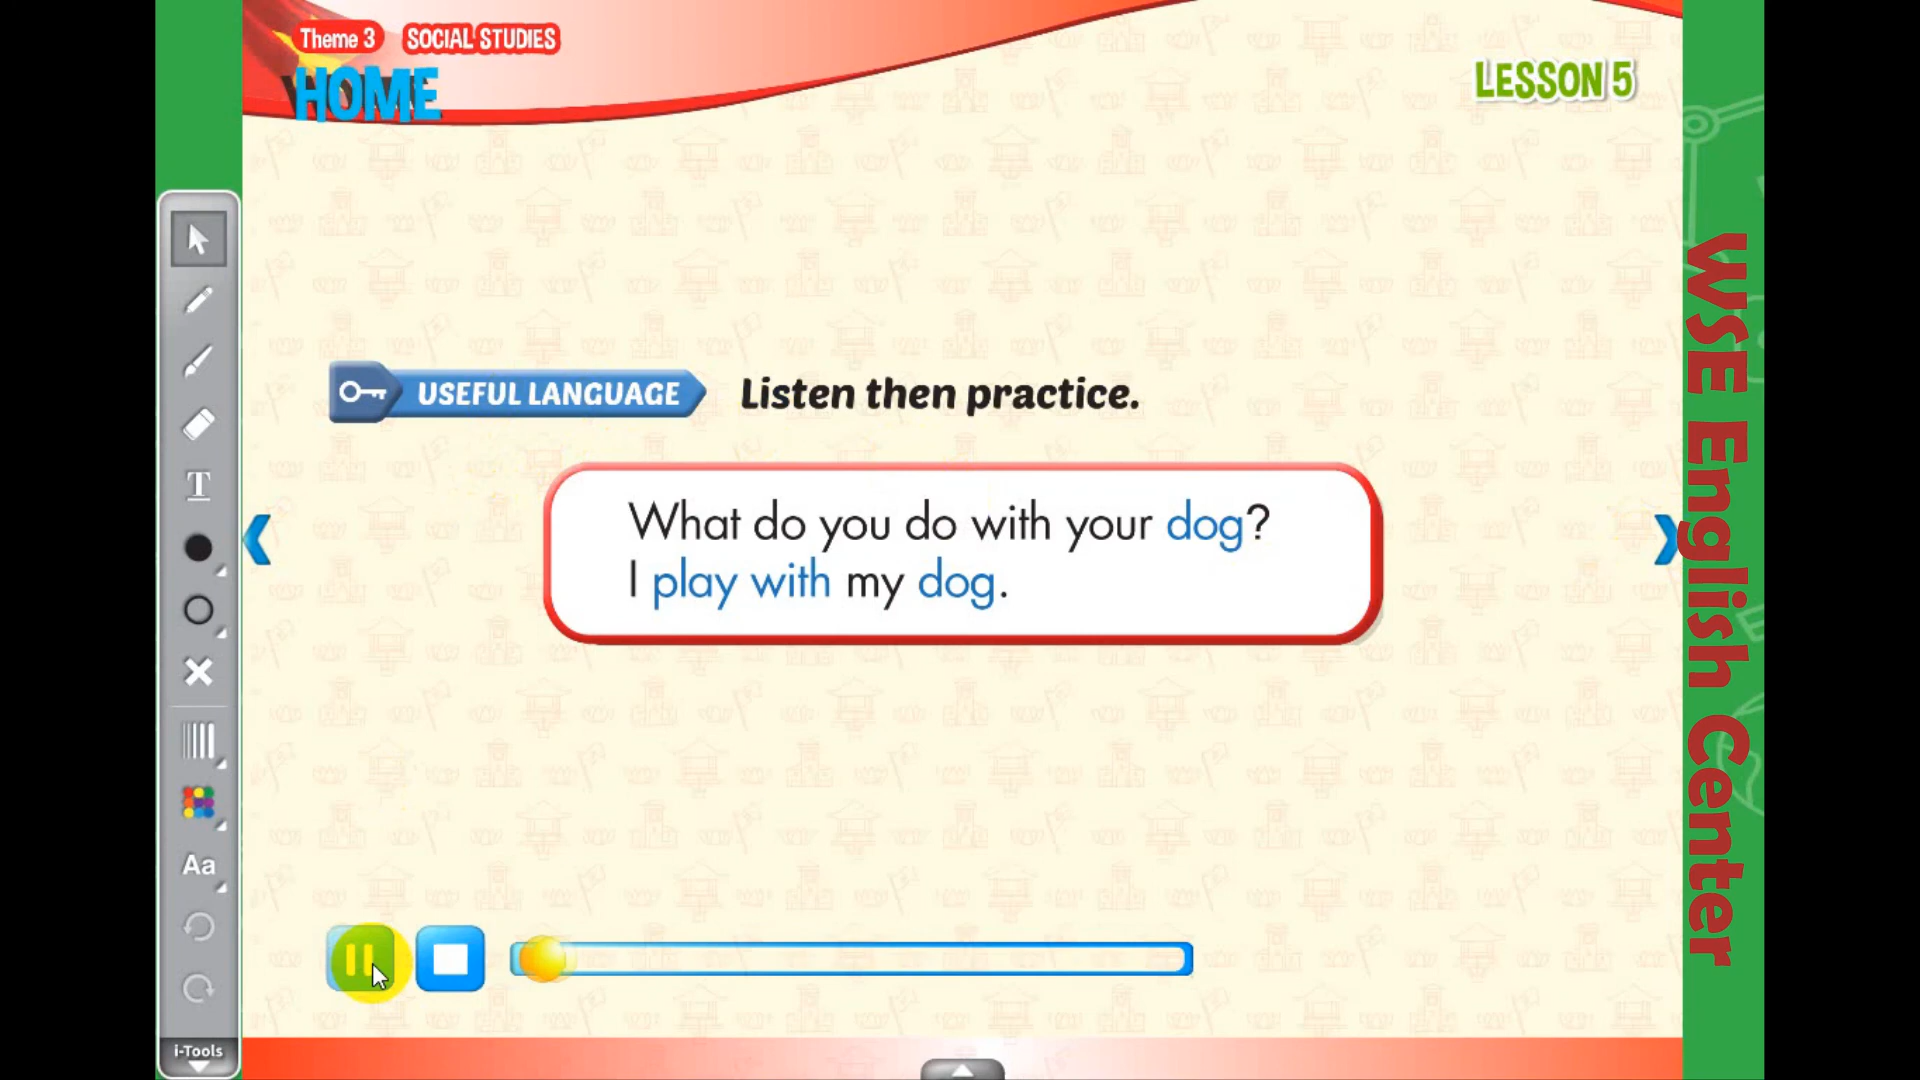 Theme 3 SOCIAL STUDIES
HOME
LESSON 5
USEFUL LANGUAGE Listen then practice.
What do you do with your dog?
I play with my dog.
T
Aa
i-Tools
WSE English Center